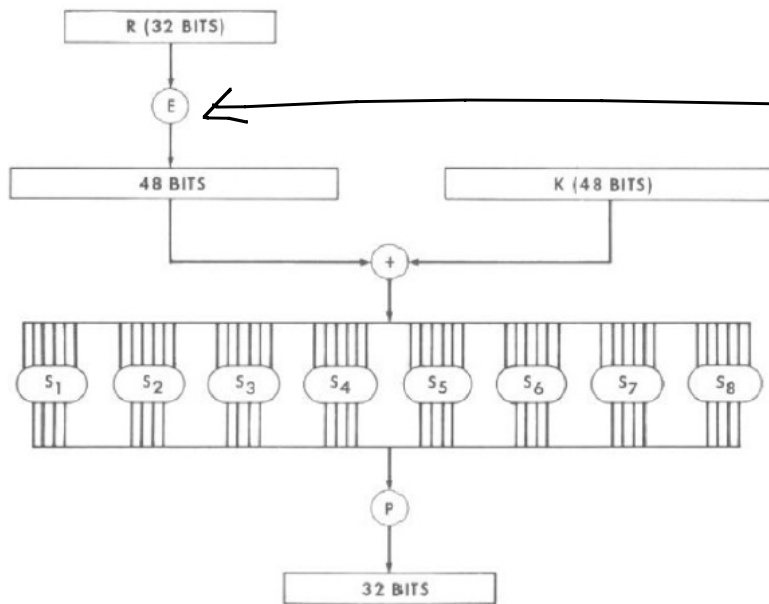 R (32 BITS)
E
48 BITS
K (48 BITS)
+
S1 S2 S3 S4 S5 S6 S7 S8
P
32 BITS